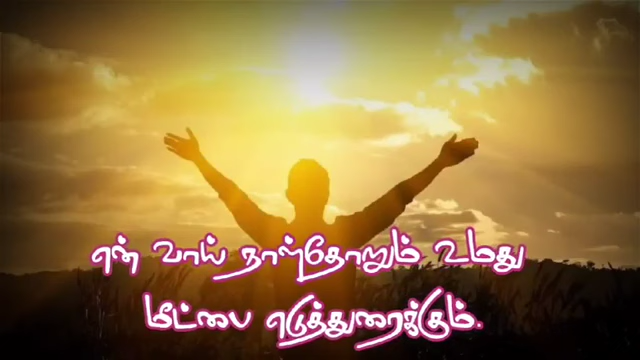 என் வாய் நாள்தோறும் உமது
மீட்பை எடுத்துரைக்கும்.